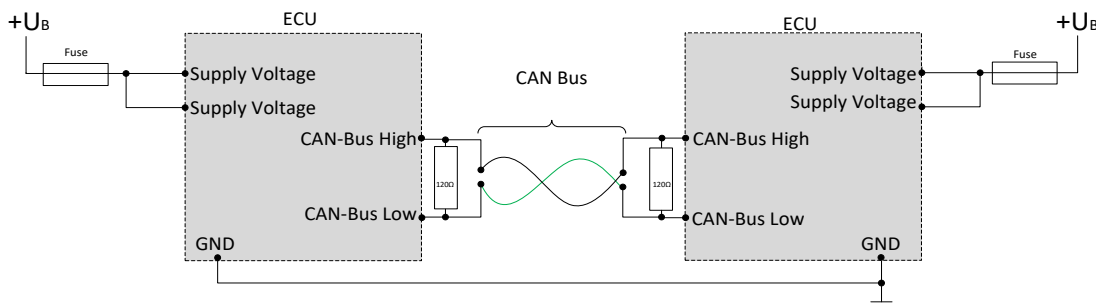 ECU
ECU
+UB
+UB
Fuse
Fuse
Supply Voltage
Supply Voltage
Supply Voltage
Supply Voltage
CAN Bus
CAN-Bus High
CAN-Bus High
120Ω
120Ω
CAN-Bus Low
CAN-Bus Low
GND
GND